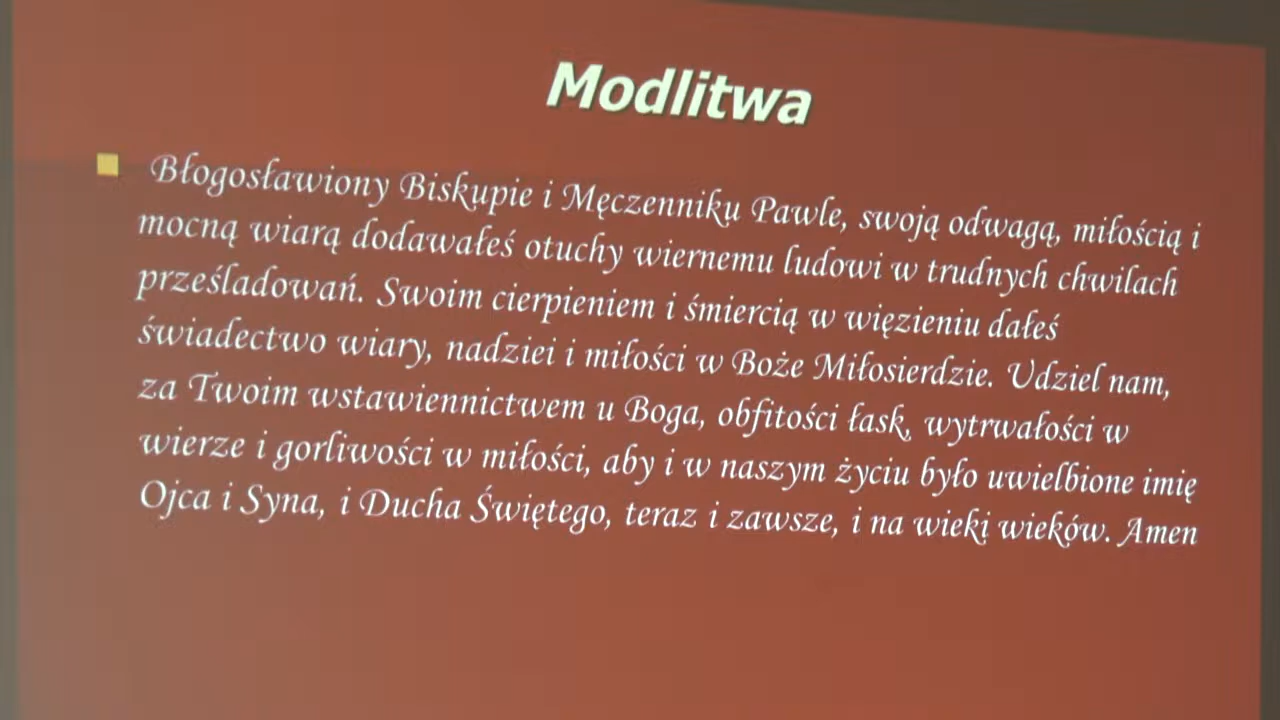 Modlitwa
Błogosławiony Biskupie i Męczenniku Pawle, swoją odwagą, miłością i
mocną wiarą dodawałeś otuchy wiernemu ludowi w trudnych chwilach
prześladowań. Swoim cierpieniem i śmiercią w więzieniu dałeś
świadectwo wiary, nadziei i miłości w Boże Miłosierdzie. Udziel nam,
za Twoim wstawiennictwem u Boga, obfitości łask, wytrwałości w
wierze i gorliwości w miłości, aby i w naszym życiu było uwielbione imię
Ojca i Syna, i Ducha Świętego, teraz i zawsze, i na wieki wieków. Amen